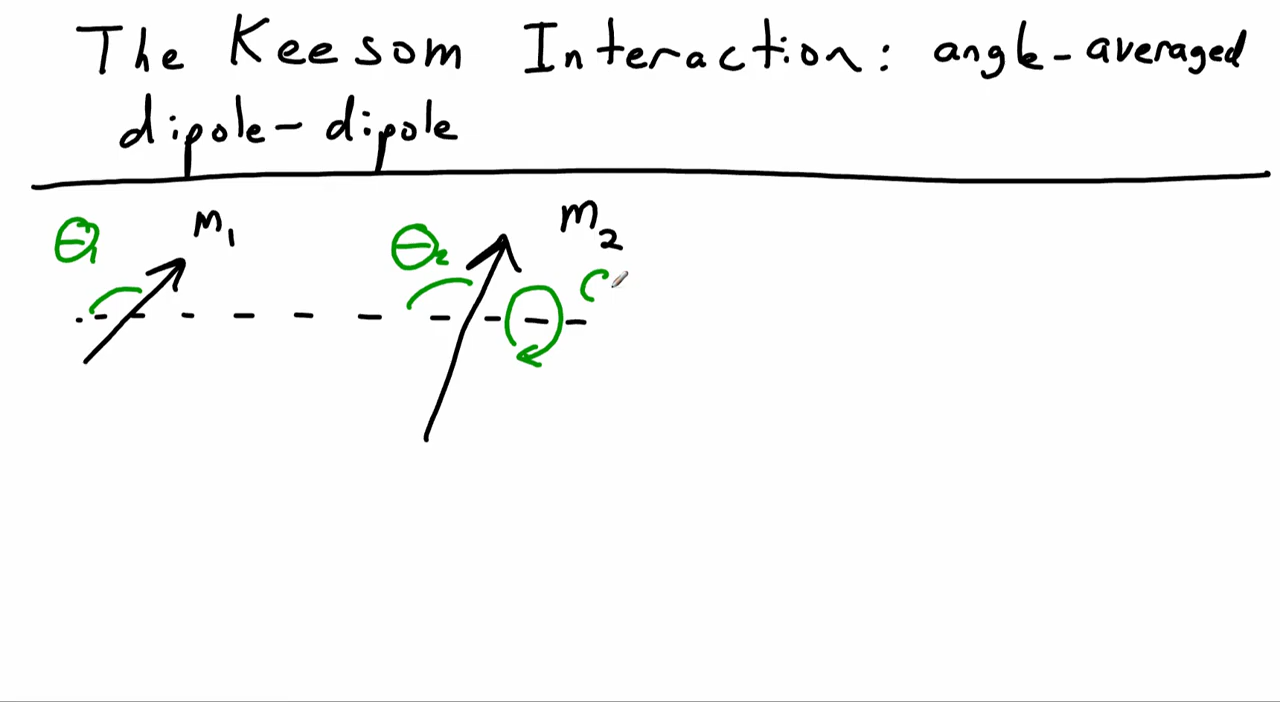 The Keesom Interaction: angle-averaged
dipole-dipole
θ₁ m₁ θ₂ m₂